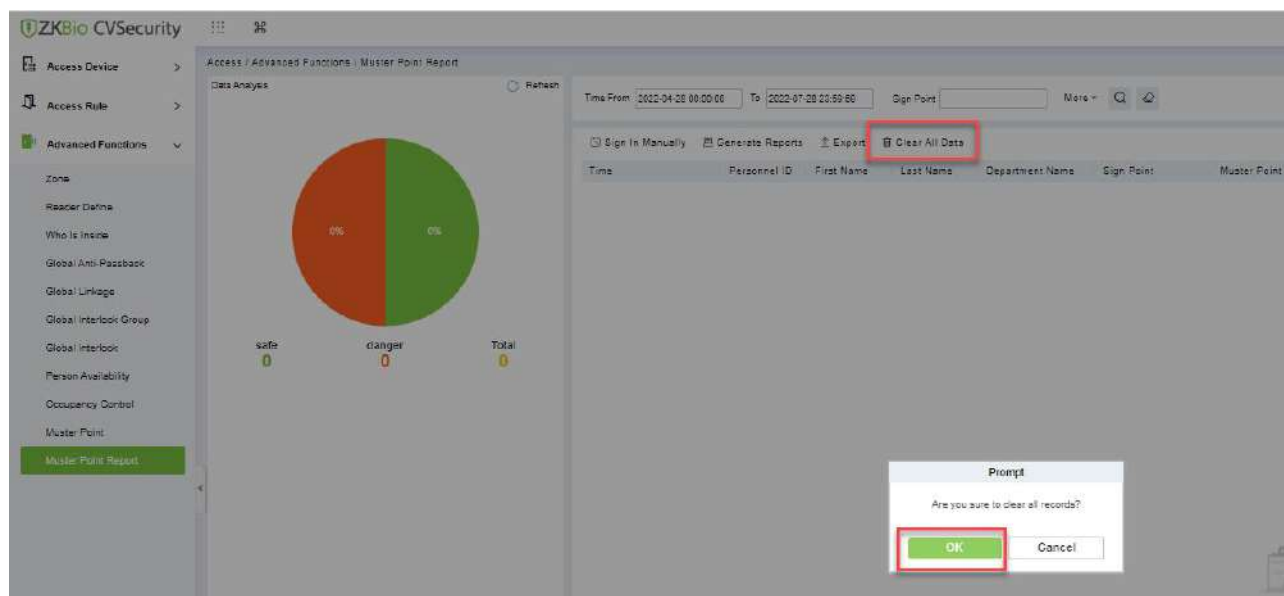 ZKBio CVSecurity
Access Device
Access Rule
Advanced Functions
Zone
Reader Define
Who Is Inside
Global Anti-Passback
Global Linkage
Global Interlock Group
Global Interlock
Person Availability
Occupancy Control
Muster Point
Muster Point Report
Access / Advanced Functions / Muster Point Report
Data Analysis Refresh
0% 0%
safe danger Total
0 0 0
Time From 2022-04-28 00:00:00 To 2022-07-28 23:59:59 Sign Point More
Sign In Manually Generate Reports Export Clear All Data
Time Personnel ID First Name Last Name Department Name Sign Point Muster Point
Prompt
Are you sure to clear all records?
OK Cancel